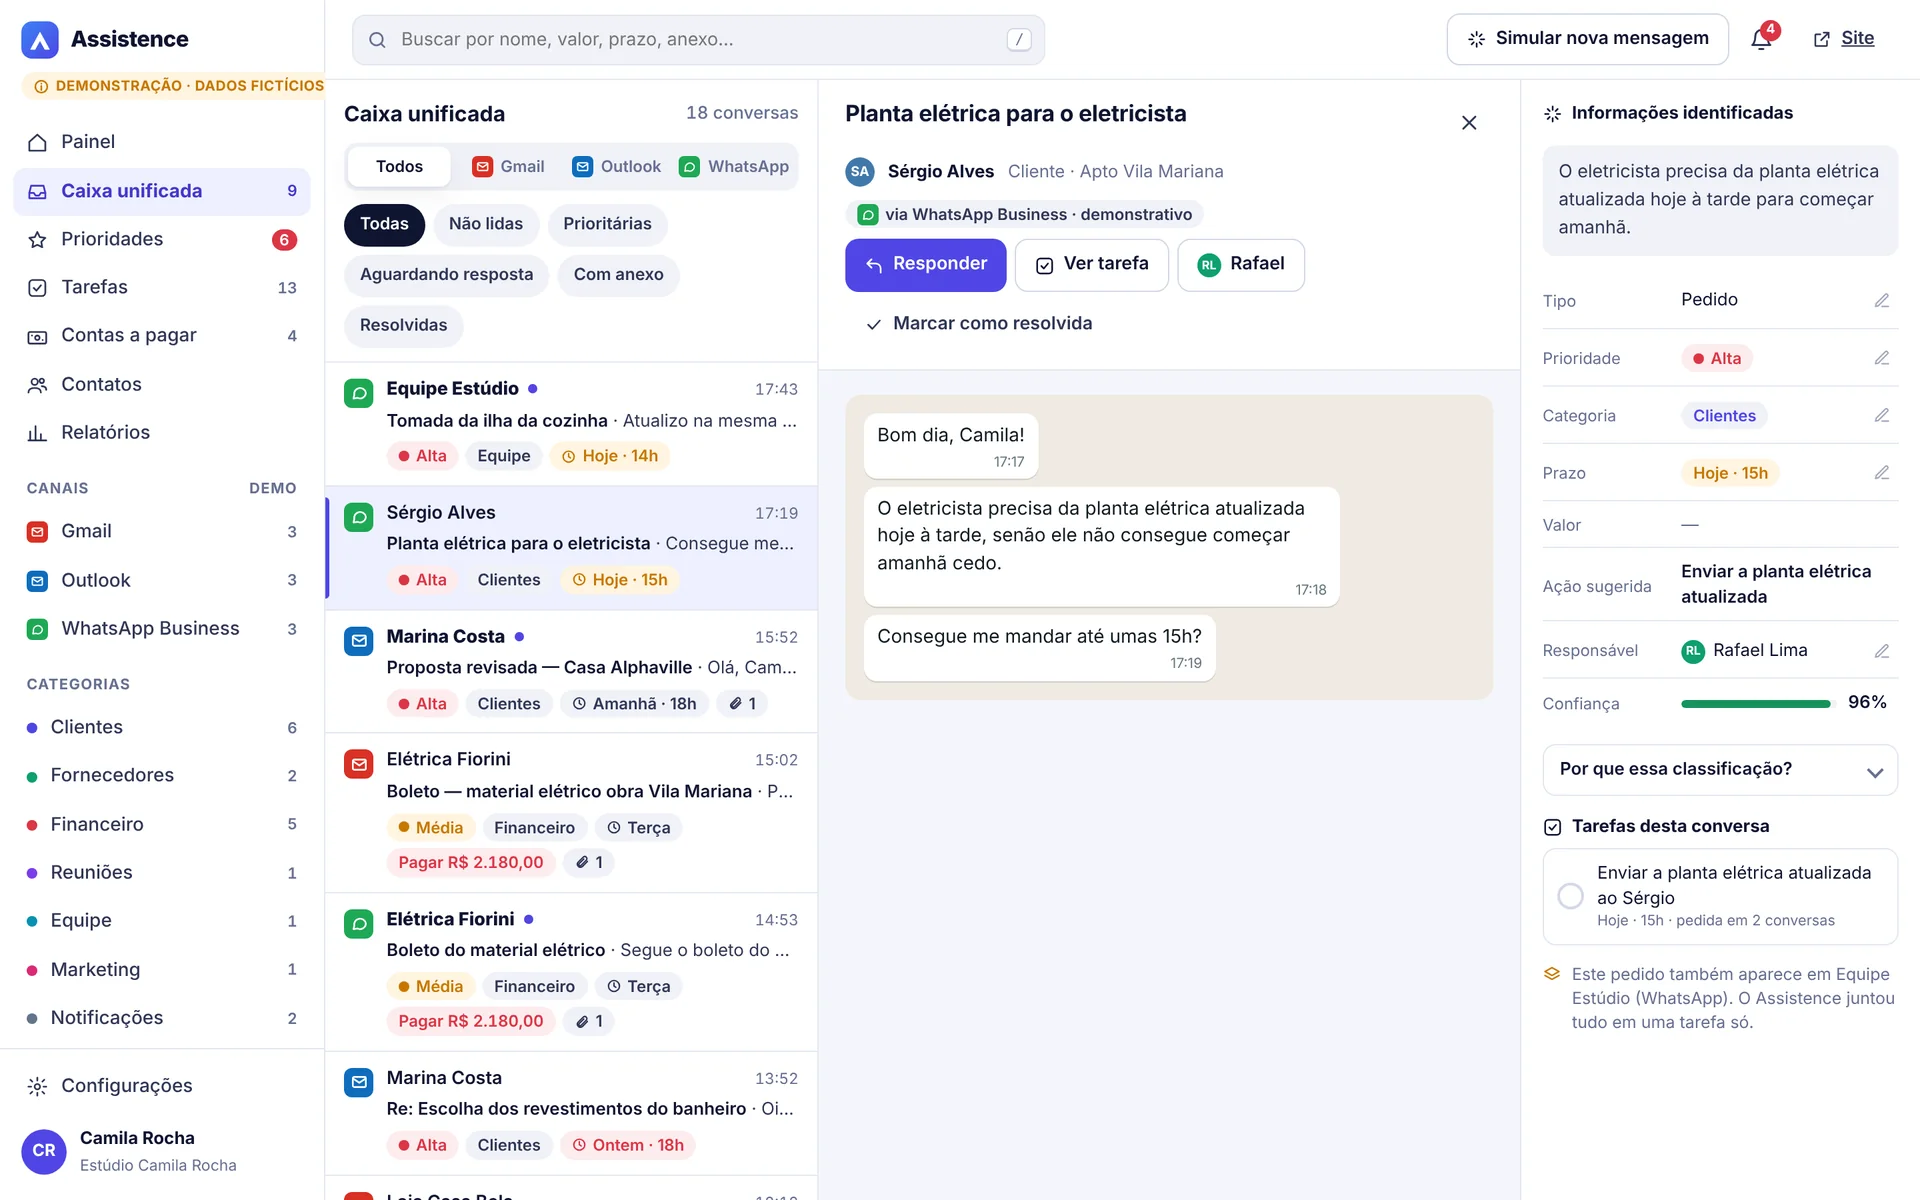 Assistence
DEMONSTRAÇÃO · DADOS FICTÍCIOS
Painel
Caixa unificada 9
Prioridades 6
Tarefas 13
Contas a pagar 4
Contatos
Relatórios
CANAIS DEMO
Gmail 3
Outlook 3
WhatsApp Business 3
CATEGORIAS
Clientes 6
Fornecedores 2
Financeiro 5
Reuniões 1
Equipe 1
Marketing 1
Notificações 2
Configurações
CR
Camila Rocha
Estúdio Camila Rocha
Buscar por nome, valor, prazo, anexo... /
Simular nova mensagem
4
Site
Caixa unificada 18 conversas
Todos Gmail Outlook WhatsApp
Todas Não lidas Prioritárias
Aguardando resposta Com anexo
Resolvidas
Equipe Estúdio 17:43
Tomada da ilha da cozinha · Atualizo na mesma ...
Alta Equipe Hoje · 14h
Sérgio Alves 17:19
Planta elétrica para o eletricista · Consegue me...
Alta Clientes Hoje · 15h
Marina Costa 15:52
Proposta revisada — Casa Alphaville · Olá, Cam...
Alta Clientes Amanhã · 18h 1
Elétrica Fiorini 15:02
Boleto — material elétrico obra Vila Mariana · P...
Média Financeiro Terça
Pagar R$ 2.180,00 1
Elétrica Fiorini 14:53
Boleto do material elétrico · Segue o boleto do ...
Média Financeiro Terça
Pagar R$ 2.180,00 1
Marina Costa 13:52
Re: Escolha dos revestimentos do banheiro · Oi...
Alta Clientes Ontem · 18h
Planta elétrica para o eletricista
SA Sérgio Alves Cliente · Apto Vila Mariana
via WhatsApp Business · demonstrativo
Responder Ver tarefa RL Rafael
Marcar como resolvida
Bom dia, Camila!
17:17
O eletricista precisa da planta elétrica atualizada
hoje à tarde, senão ele não consegue começar
amanhã cedo.
17:18
Consegue me mandar até umas 15h?
17:19
Informações identificadas
O eletricista precisa da planta elétrica
atualizada hoje à tarde para começar
amanhã.
Tipo Pedido
Prioridade Alta
Categoria Clientes
Prazo Hoje · 15h
Valor —
Ação sugerida Enviar a planta elétrica
atualizada
Responsável RL Rafael Lima
Confiança 96%
Por que essa classificação?
Tarefas desta conversa
Enviar a planta elétrica atualizada
ao Sérgio
Hoje · 15h · pedida em 2 conversas
Este pedido também aparece em Equipe
Estúdio (WhatsApp). O Assistence juntou
tudo em uma tarefa só.